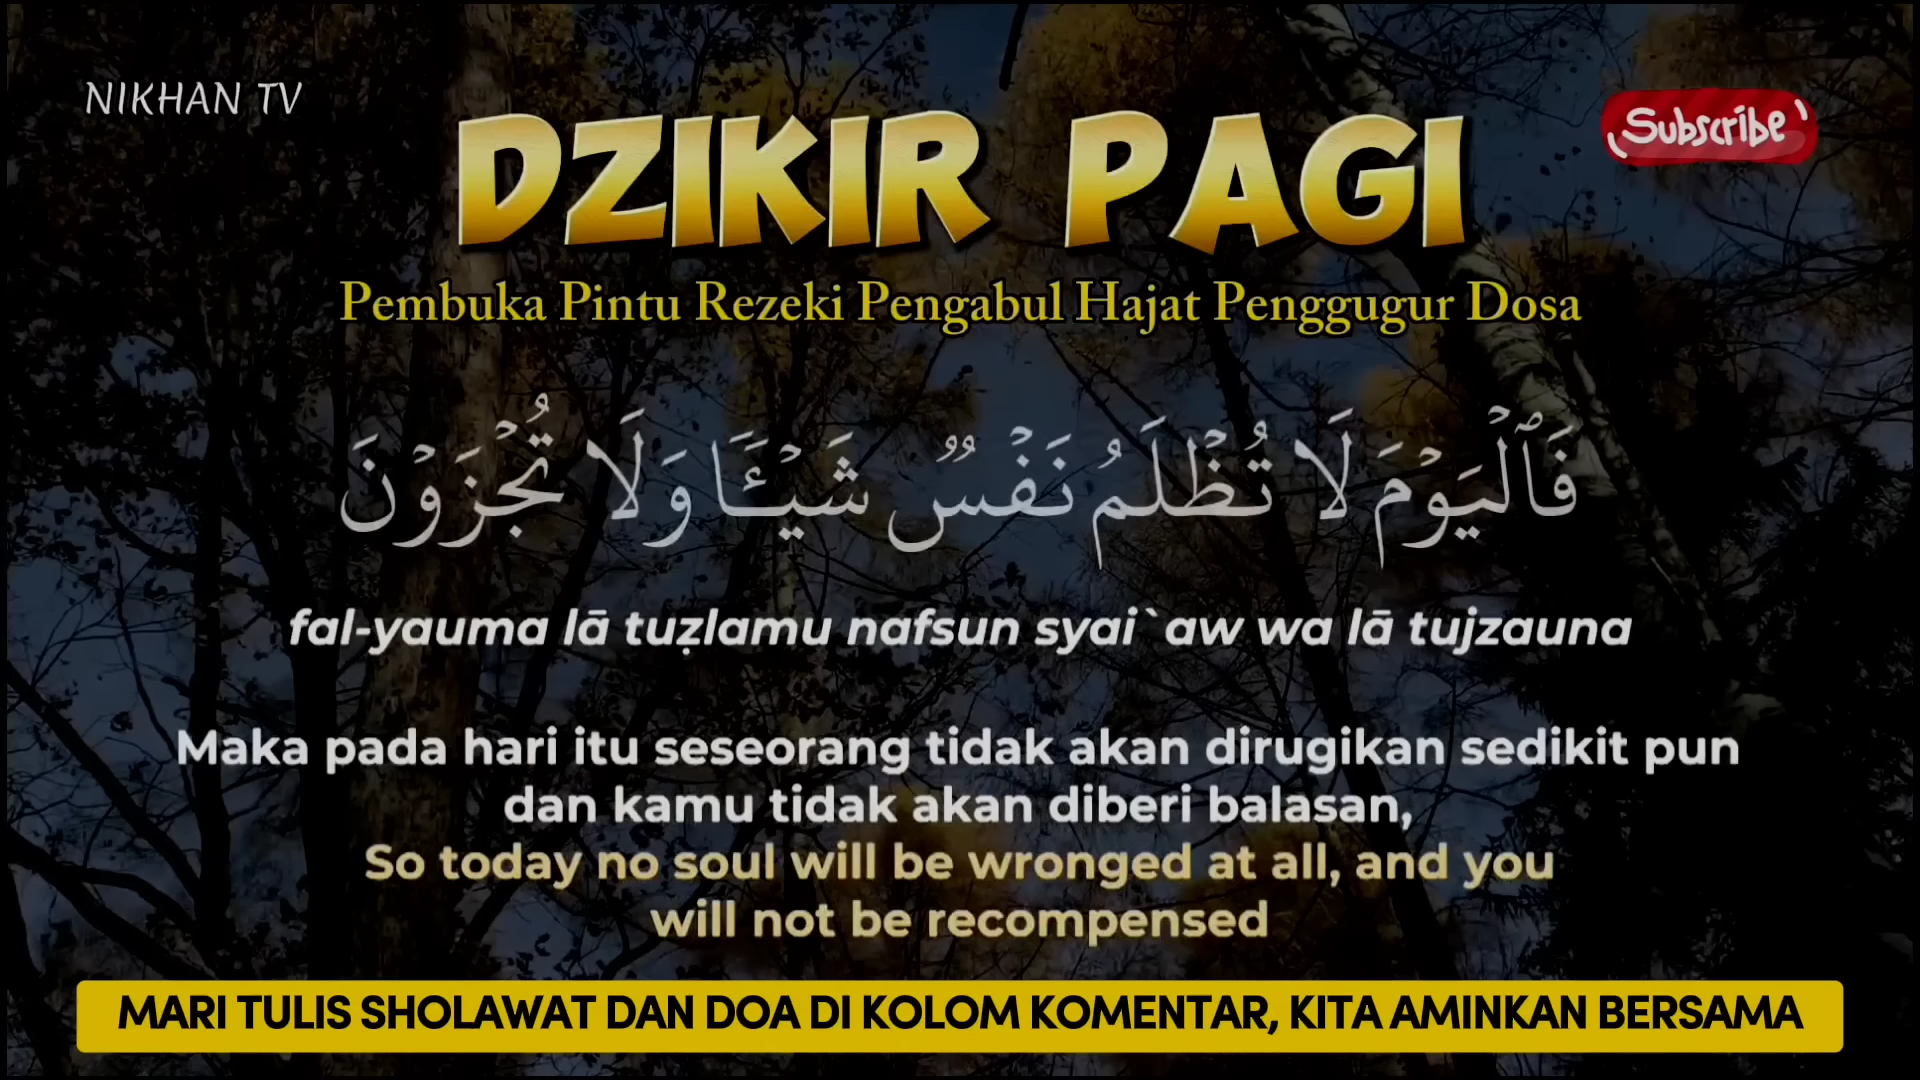 NIKHAN TV
Subscribe
DZIKIR PAGI
Pembuka Pintu Rezeki Pengabul Hajat Penggugur Dosa
فَٱلْيَوْمَ لَا تُظْلَمُ نَفْسٌ شَيْـَٔا وَلَا تُجْزَوْنَ
fal-yauma lā tuẓlamu nafsun syai`aw wa lā tujzauna
Maka pada hari itu seseorang tidak akan dirugikan sedikit pun
dan kamu tidak akan diberi balasan,
So today no soul will be wronged at all, and you
will not be recompensed
MARI TULIS SHOLAWAT DAN DOA DI KOLOM KOMENTAR, KITA AMINKAN BERSAMA